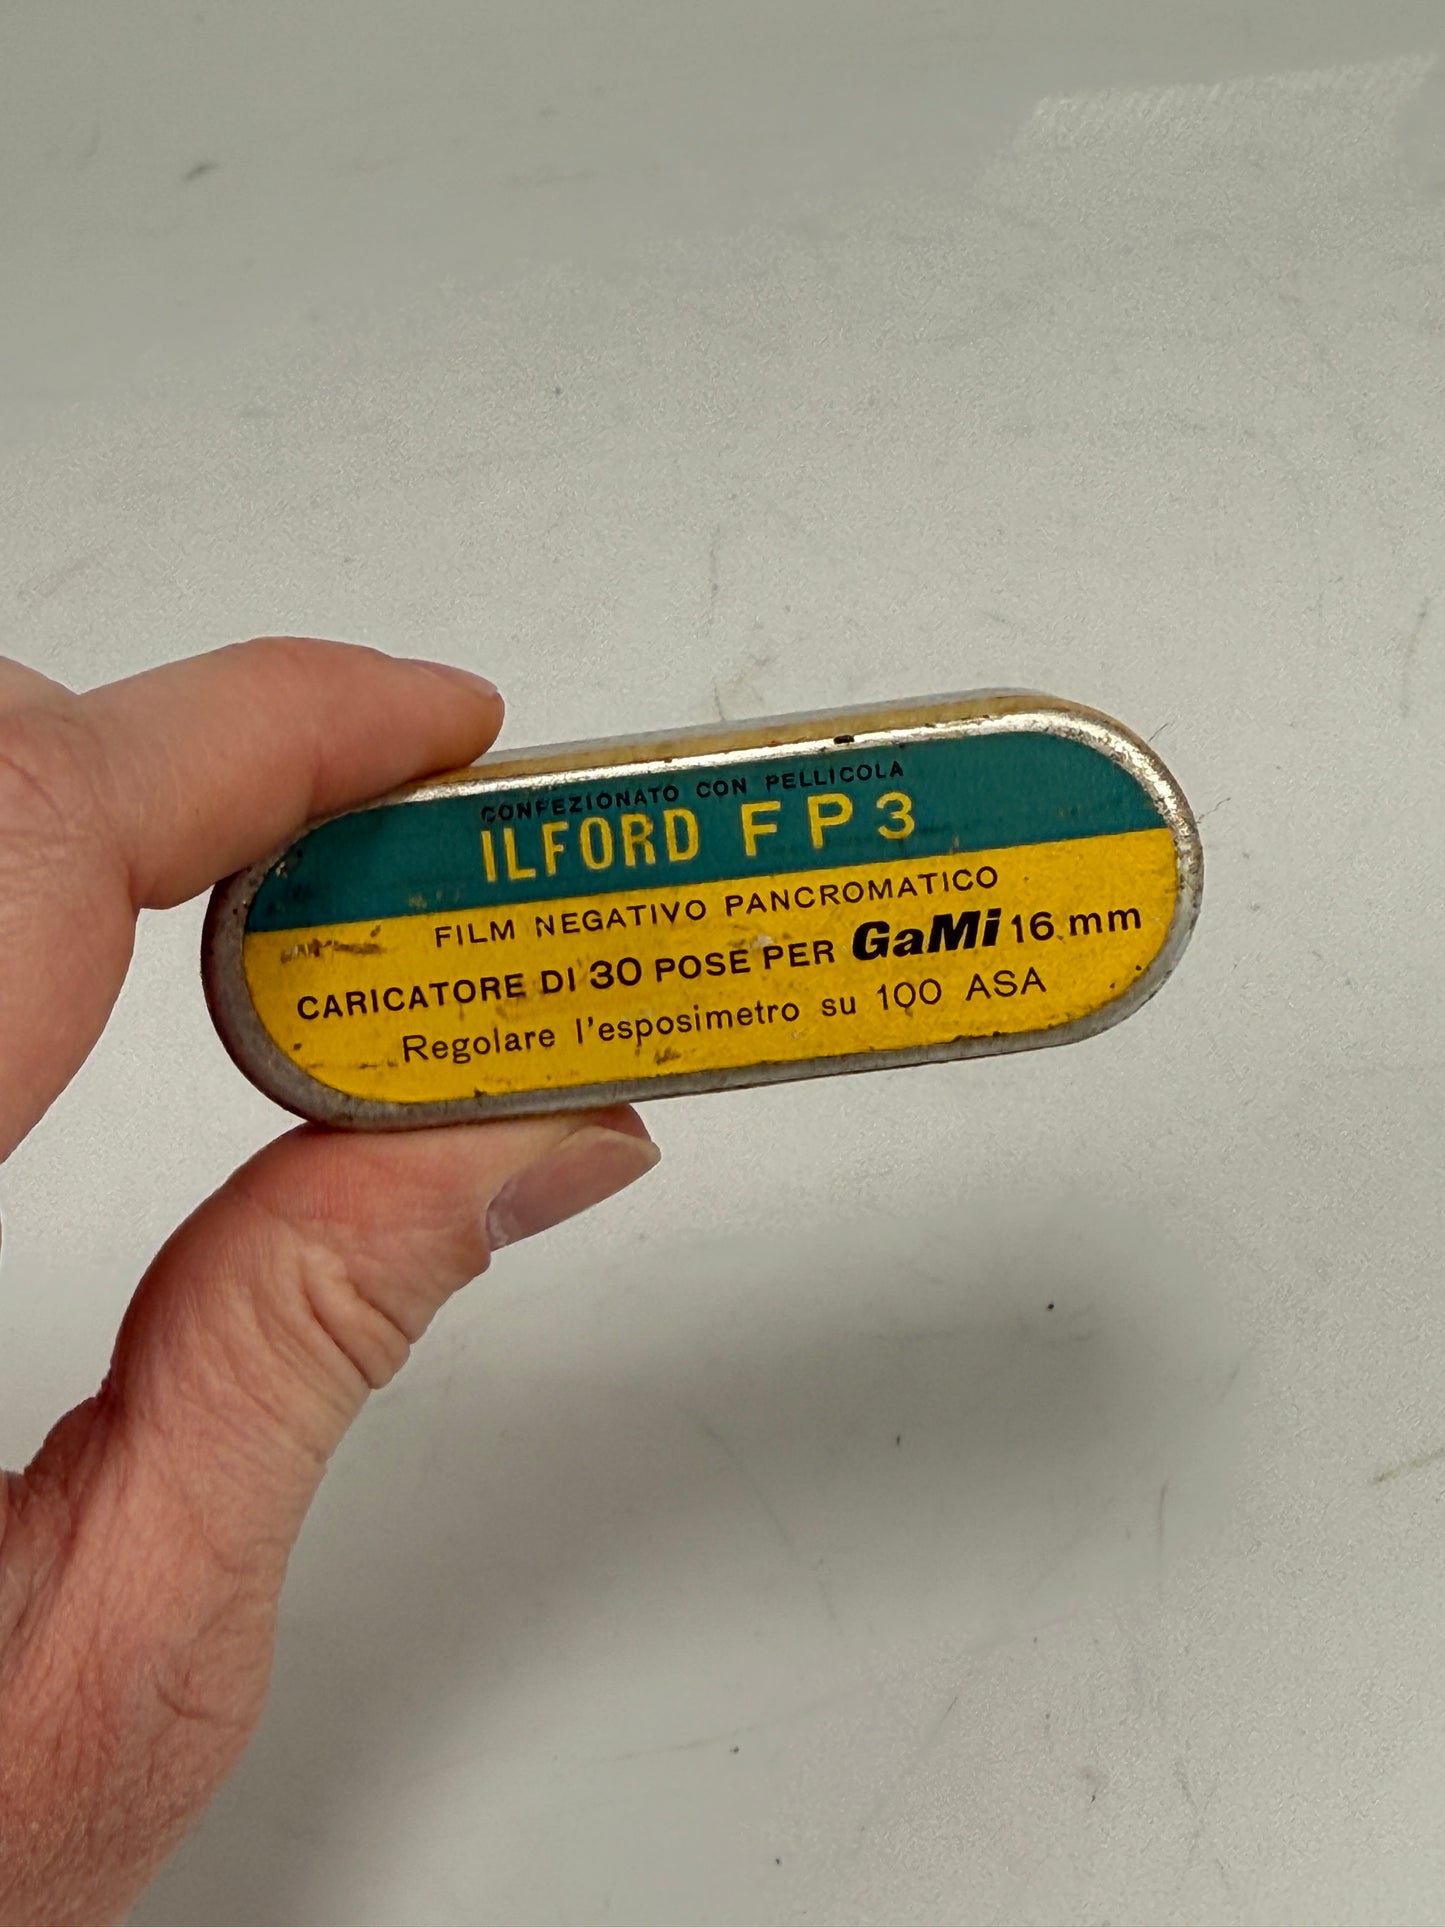 CONFEZIONATO CON PELLICOLA
ILFORD FP3
FILM NEGATIVO PANCROMATICO
CARICATORE DI 30 POSE PER GaMi 16 mm
Regolare l'esposimetro su 100 ASA